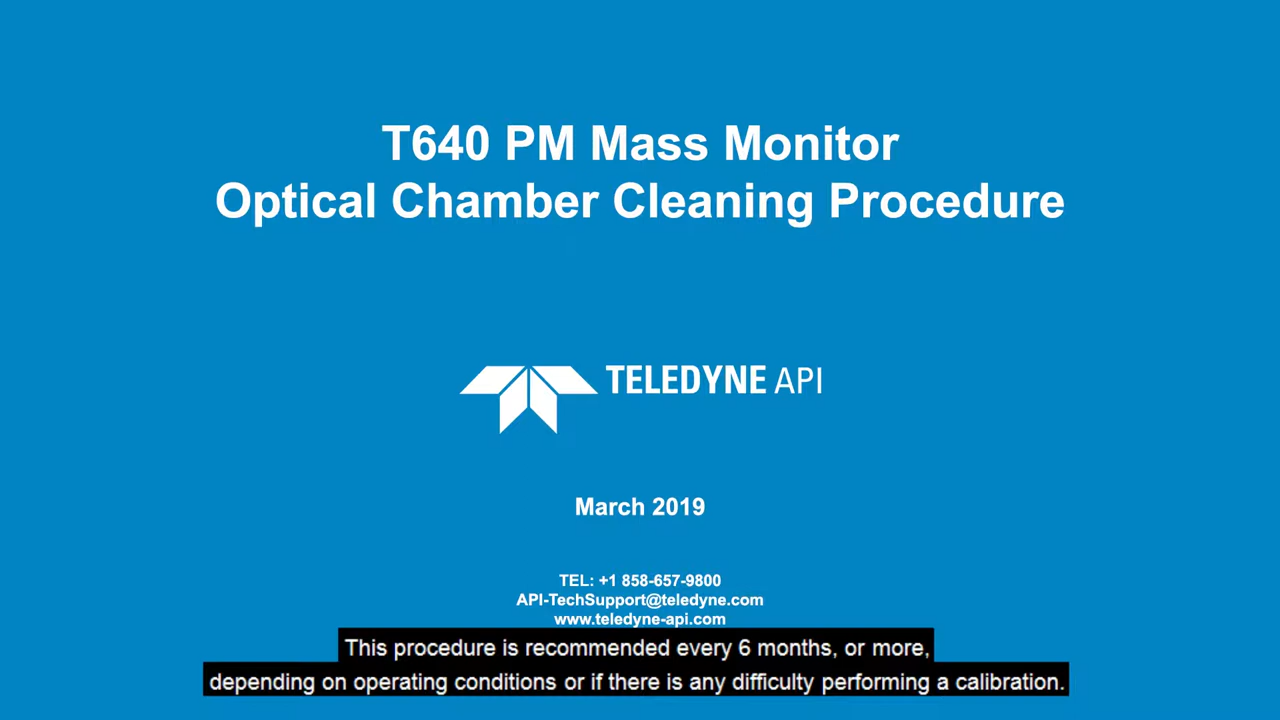 T640 PM Mass Monitor
Optical Chamber Cleaning Procedure
TELEDYNE API
March 2019
TEL: +1 858-657-9800
API-TechSupport@teledyne.com
www.teledyne-api.com
This procedure is recommended every 6 months, or more,
depending on operating conditions or if there is any difficulty performing a calibration.